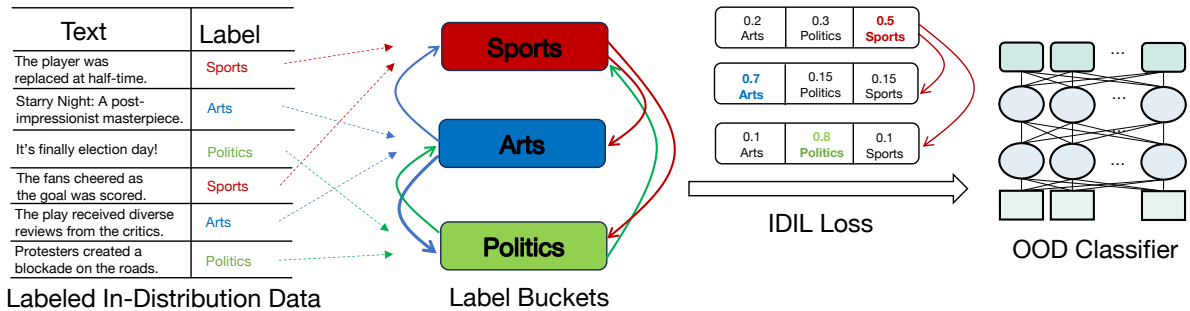 Text Label
The player was
replaced at half-time.
Sports
Starry Night: A post-
impressionist masterpiece.
Arts
It's finally election day!
Politics
The fans cheered as
the goal was scored.
Sports
The play received diverse
reviews from the critics.
Arts
Protesters created a
blockade on the roads.
Politics
Labeled In-Distribution Data
Sports
Arts
Politics
Label Buckets
0.2 0.3 0.5
Arts Politics Sports
0.7 0.15 0.15
Arts Politics Sports
0.1 0.8 0.1
Arts Politics Sports
IDIL Loss
...
...
...
...
OOD Classifier